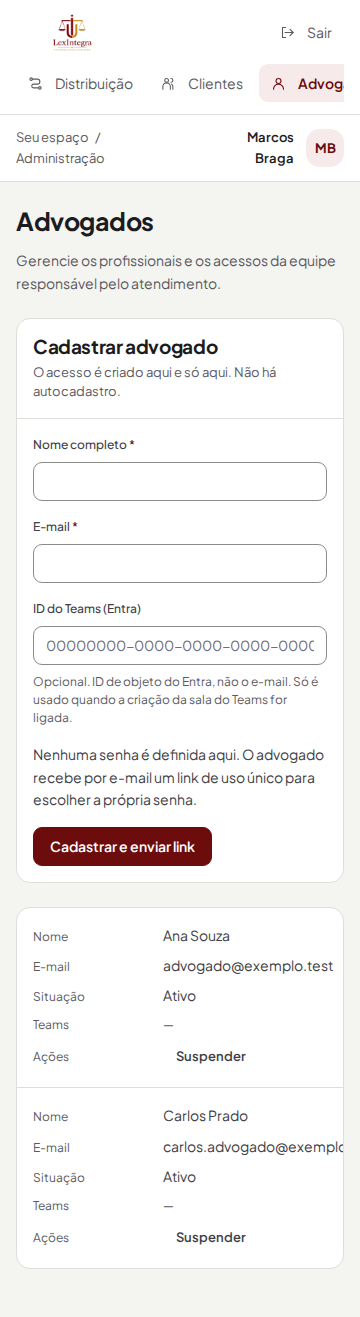 LexIntegra
Sair
Distribuição
Clientes
Advog
Seu espaço /
Administração
Marcos
Braga
MB
Advogados
Gerencie os profissionais e os acessos da equipe
responsável pelo atendimento.
Cadastrar advogado
O acesso é criado aqui e só aqui. Não há
autocadastro.
Nome completo *
E-mail *
ID do Teams (Entra)
00000000-0000-0000-0000-0000
Opcional. ID de objeto do Entra, não o e-mail. Só é
usado quando a criação da sala do Teams for
ligada.
Nenhuma senha é definida aqui. O advogado
recebe por e-mail um link de uso único para
escolher a própria senha.
Cadastrar e enviar link
Nome Ana Souza
E-mail advogado@exemplo.test
Situação Ativo
Teams —
Ações Suspender
Nome Carlos Prado
E-mail carlos.advogado@exemplo
Situação Ativo
Teams —
Ações Suspender